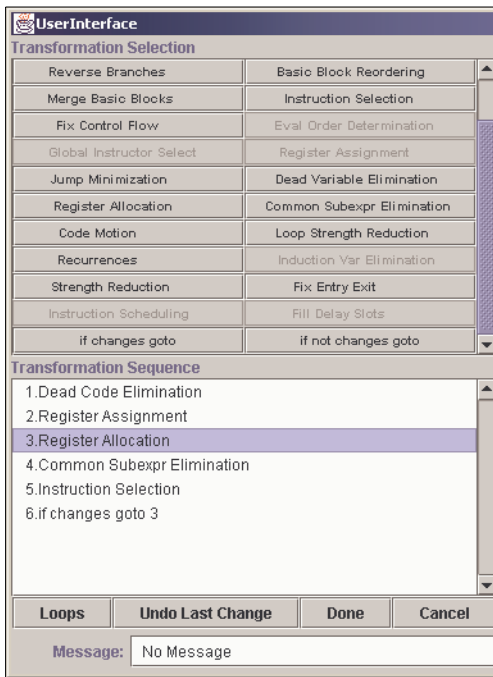 UserInterface
Transformation Selection
Reverse Branches Basic Block Reordering
Merge Basic Blocks Instruction Selection
Fix Control Flow Eval Order Determination
Global Instructor Select Register Assignment
Jump Minimization Dead Variable Elimination
Register Allocation Common Subexpr Elimination
Code Motion Loop Strength Reduction
Recurrences Induction Var Elimination
Strength Reduction Fix Entry Exit
Instruction Scheduling Fill Delay Slots
if changes goto if not changes goto
Transformation Sequence
1.Dead Code Elimination
2.Register Assignment
3.Register Allocation
4.Common Subexpr Elimination
5.Instruction Selection
6.if changes goto 3
Loops Undo Last Change Done Cancel
Message: No Message